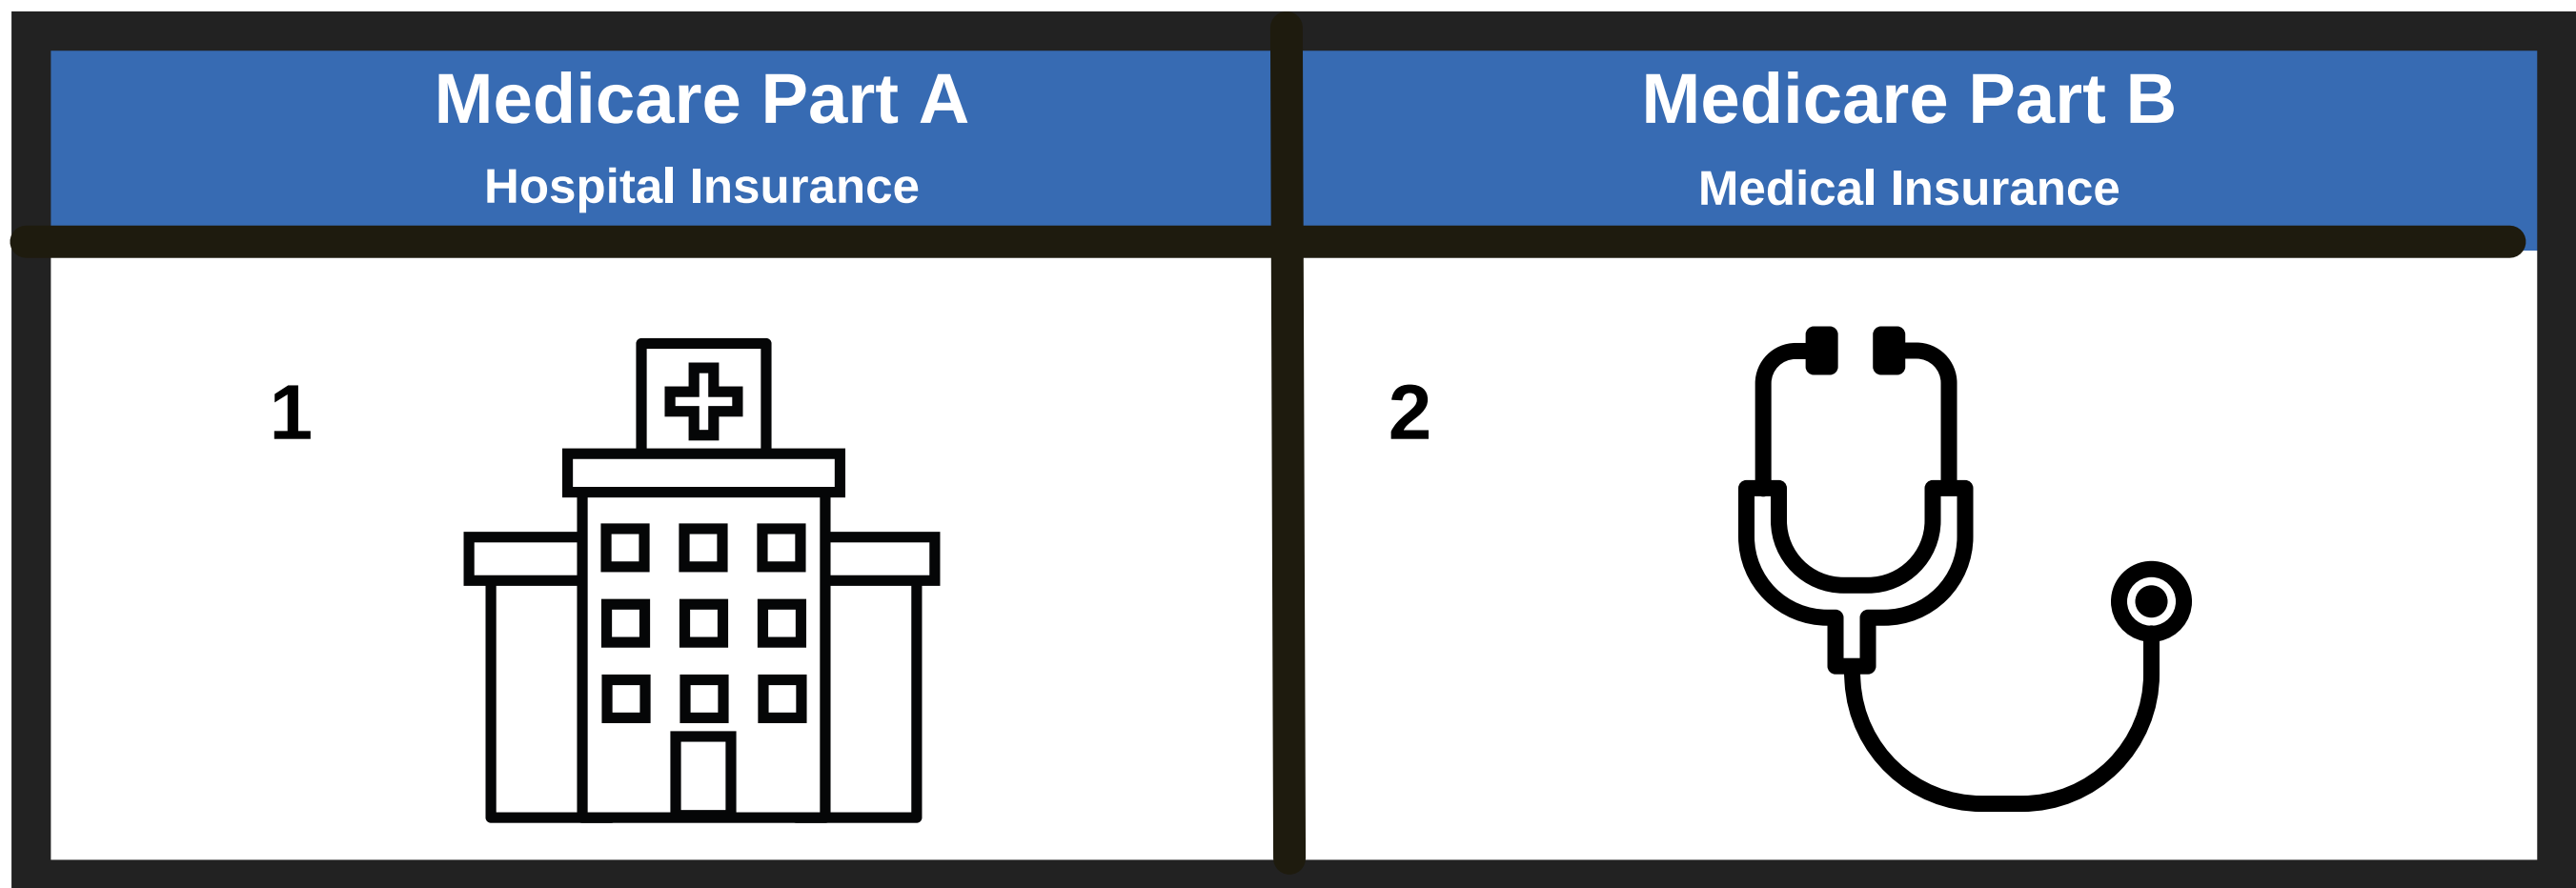 Medicare Part A
Hospital Insurance
Medicare Part B
Medical Insurance
1
2